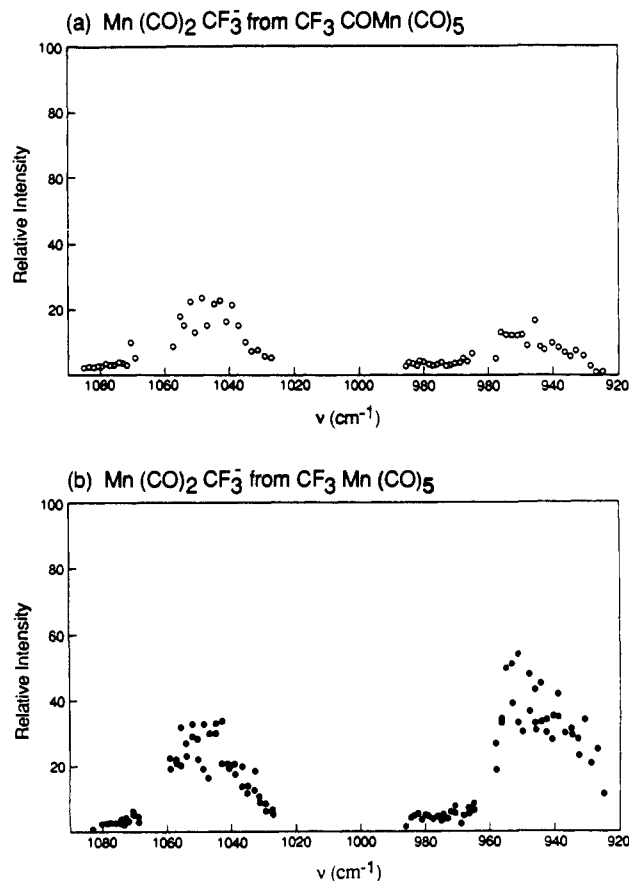 (a) Mn (CO)2 CF3- from CF3 COMn (CO)5
100
80
60
40
20
Relative Intensity
1080 1060 1040 1020 1000 980 960 940 920
ν (cm-1)
(b) Mn (CO)2 CF3- from CF3 Mn (CO)5
100
80
60
40
20
Relative Intensity
1080 1060 1040 1020 1000 980 960 940 920
ν (cm-1)